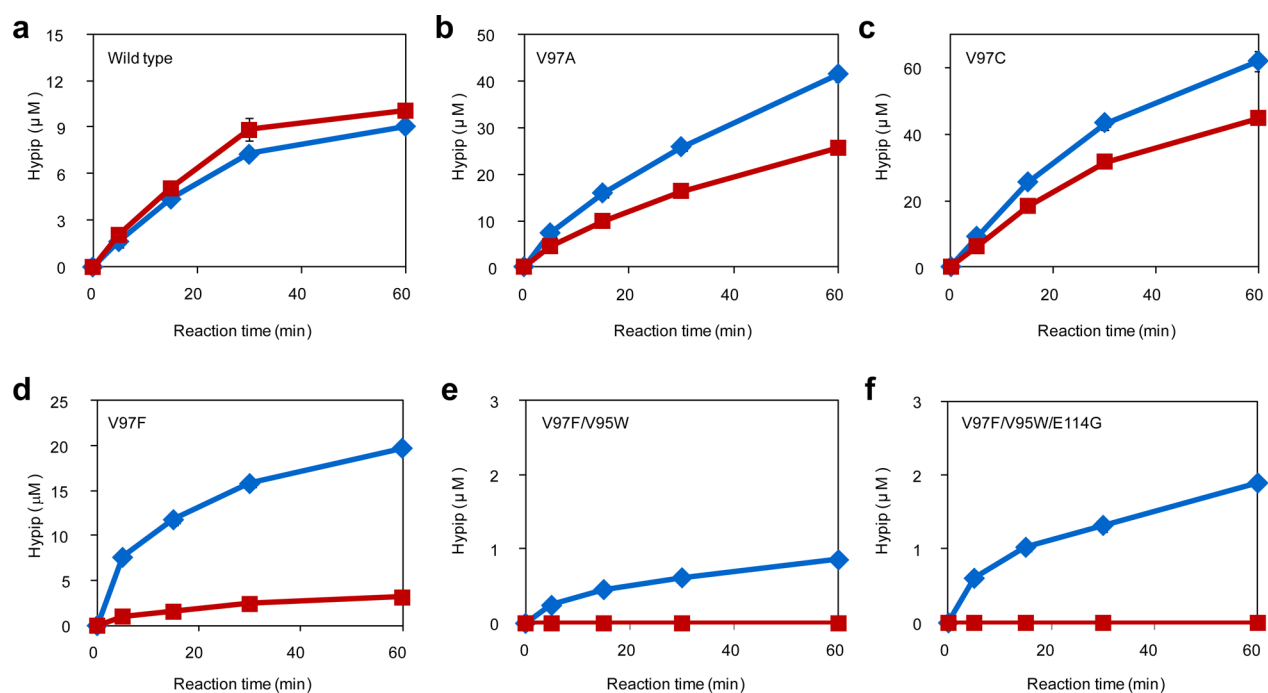 a
Wild type
Hypip (µM)
15
12
9
6
3
0
0 20 40 60
Reaction time (min)
b
V97A
Hypip (µM)
50
40
30
20
10
0
0 20 40 60
Reaction time (min)
c
V97C
Hypip (µM)
60
40
20
0
0 20 40 60
Reaction time (min)
d
V97F
Hypip (µM)
25
20
15
10
5
0
0 20 40 60
Reaction time (min)
e
V97F/V95W
Hypip (µM)
3
2
1
0
0 20 40 60
Reaction time (min)
f
V97F/V95W/E114G
Hypip (µM)
3
2
1
0
0 20 40 60
Reaction time (min)